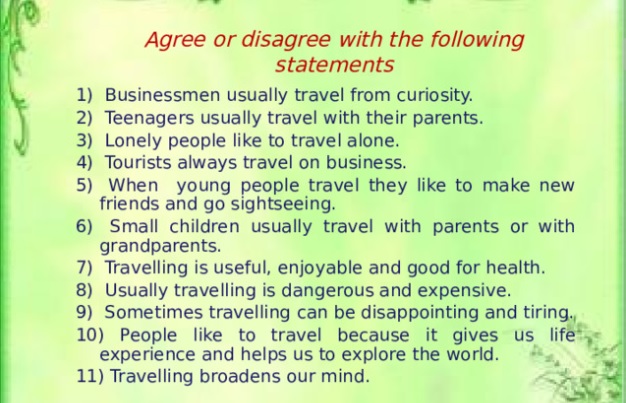 Agree or disagree with the following
statements
1) Businessmen usually travel from curiosity.
2) Teenagers usually travel with their parents.
3) Lonely people like to travel alone.
4) Tourists always travel on business.
5) When young people travel they like to make new
friends and go sightseeing.
6) Small children usually travel with parents or with
grandparents.
7) Travelling is useful, enjoyable and good for health.
8) Usually travelling is dangerous and expensive.
9) Sometimes travelling can be disappointing and tiring.
10) People like to travel because it gives us life
experience and helps us to explore the world.
11) Travelling broadens our mind.